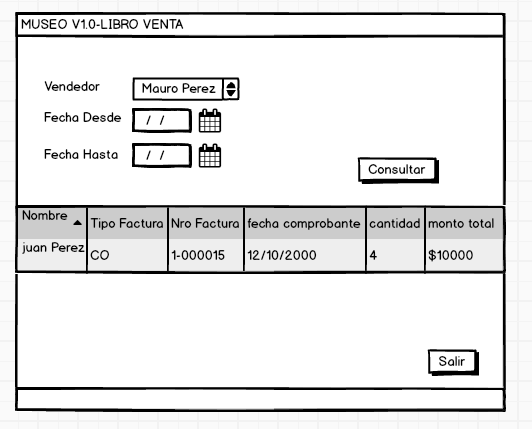 MUSEO V1.0-LIBRO VENTA
Vendedor Mauro Perez
Fecha Desde / /
Fecha Hasta / /
Consultar
Nombre Tipo Factura Nro Factura fecha comprobante cantidad monto total
juan Perez CO 1-000015 12/10/2000 4 $10000
Salir